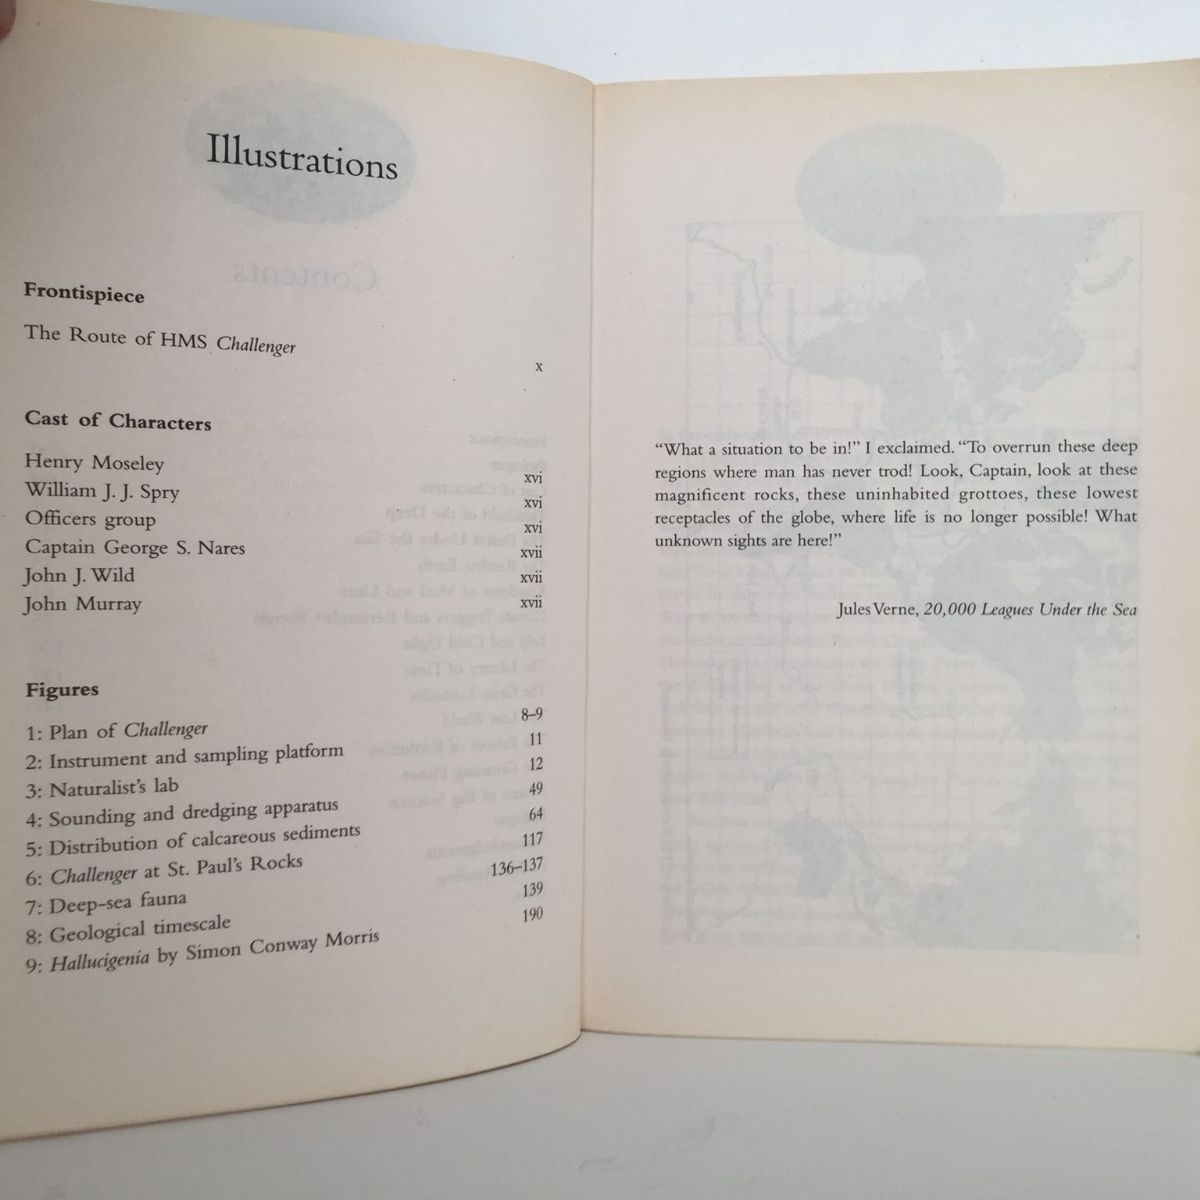 Illustrations
Frontispiece
The Route of HMS Challenger x
Cast of Characters
Henry Moseley xvi
William J. J. Spry xvi
Officers group xvi
Captain George S. Nares xvii
John J. Wild xvii
John Murray xvii
Figures
1: Plan of Challenger 8–9
2: Instrument and sampling platform 11
3: Naturalist's lab 12
4: Sounding and dredging apparatus 49
5: Distribution of calcareous sediments 64
6: Challenger at St. Paul's Rocks 117
7: Deep-sea fauna 136–137
8: Geological timescale 139
9: Hallucigenia by Simon Conway Morris 190
“What a situation to be in!” I exclaimed. “To overrun these deep
regions where man has never trod! Look, Captain, look at these
magnificent rocks, these uninhabited grottoes, these lowest
receptacles of the globe, where life is no longer possible! What
unknown sights are here!”
Jules Verne, 20,000 Leagues Under the Sea